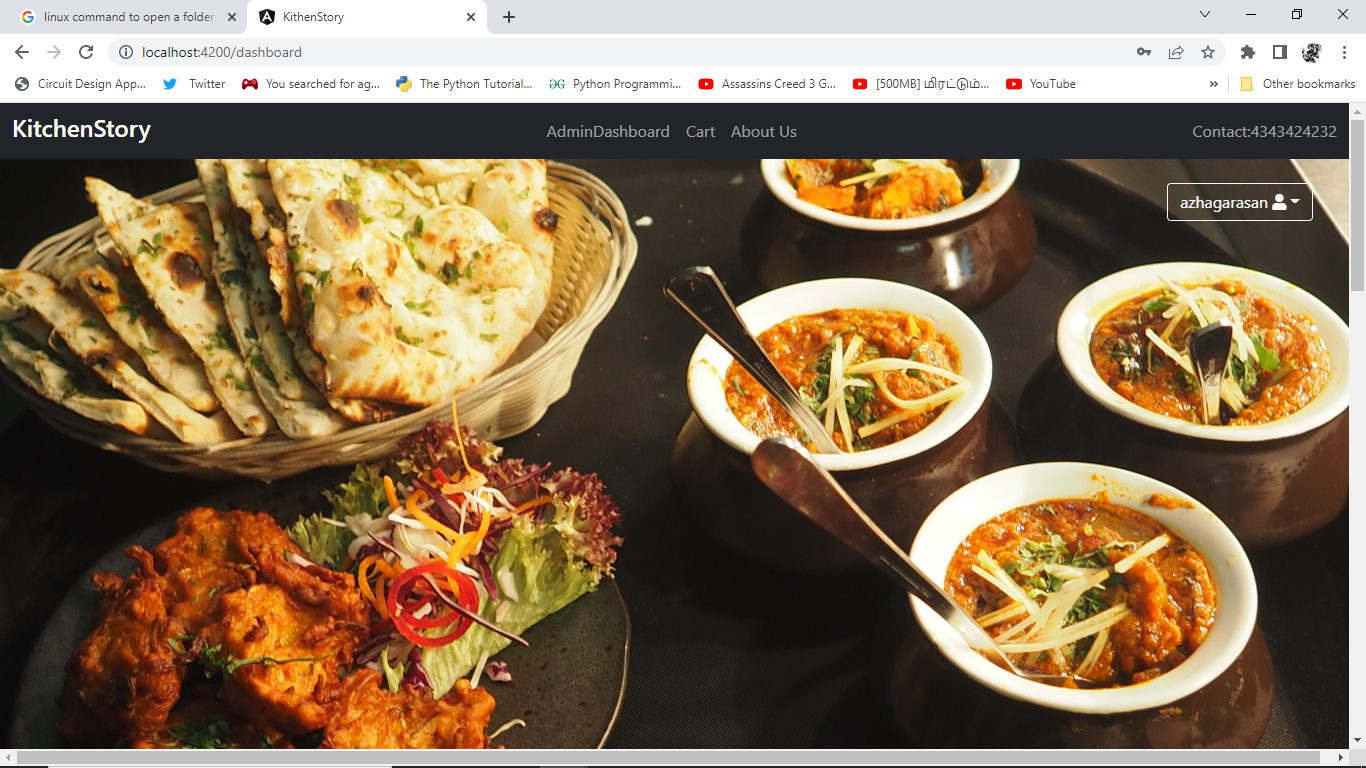 linux command to open a folder
KithenStory
localhost:4200/dashboard
Circuit Design App... Twitter You searched for ag... The Python Tutorial... Python Programmi... Assassins Creed 3 G... [500MB] மிரட்டும்... YouTube » Other bookmarks
KitchenStory AdminDashboard Cart About Us Contact:4343424232
azhagarasan